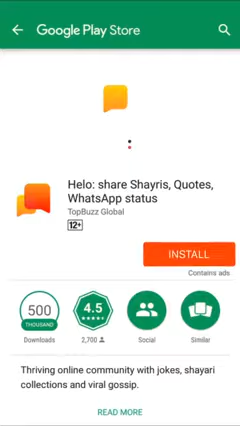 Google Play Store
Helo: share Shayris, Quotes,
WhatsApp status
TopBuzz Global
12+
INSTALL
Contains ads
500
THOUSAND
4.5
Downloads
2,700
Social
Similar
Thriving online community with jokes, shayari
collections and viral gossip.
READ MORE